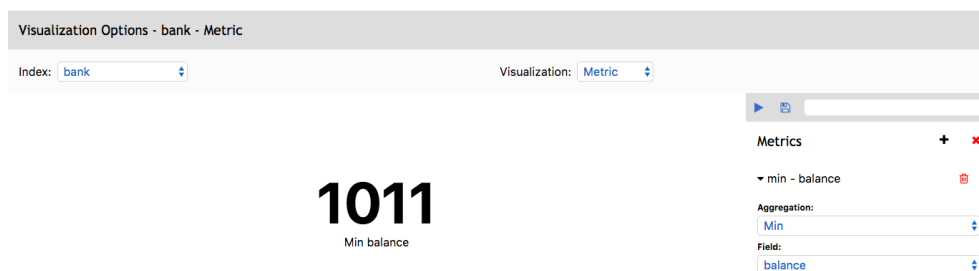 Visualization Options - bank - Metric
Index: bank Visualization: Metric
Metrics
min - balance
Aggregation:
Min
Field:
balance
1011
Min balance